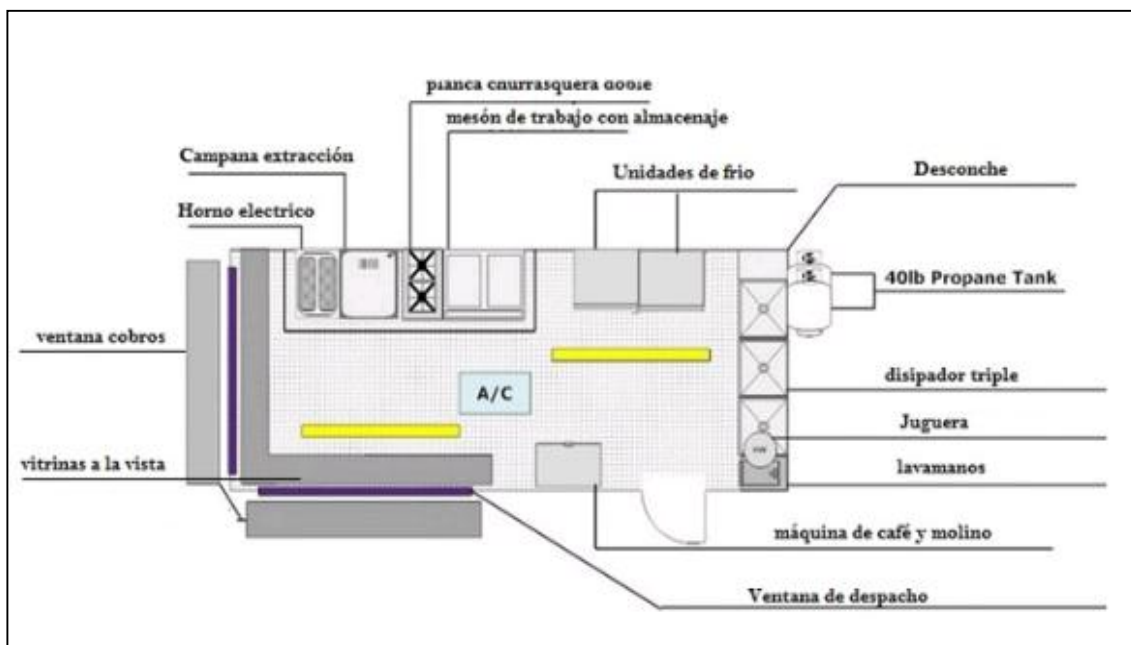 plancha churrasquera doble
mesón de trabajo con almacenaje
Campana extracción
Unidades de frio
Desconche
Horno electrico
40lb Propane Tank
ventana cobros
disipador triple
A/C
Juguera
vitrinas a la vista
lavamanos
máquina de café y molino
Ventana de despacho